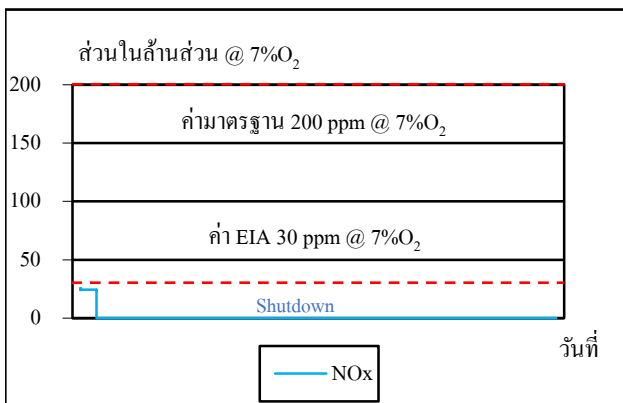 ส่วนในล้านส่วน @ 7%O₂
200
ค่ามาตรฐาน 200 ppm @ 7%O₂
150
100
ค่า EIA 30 ppm @ 7%O₂
50
Shutdown
0
วันที่
NOx